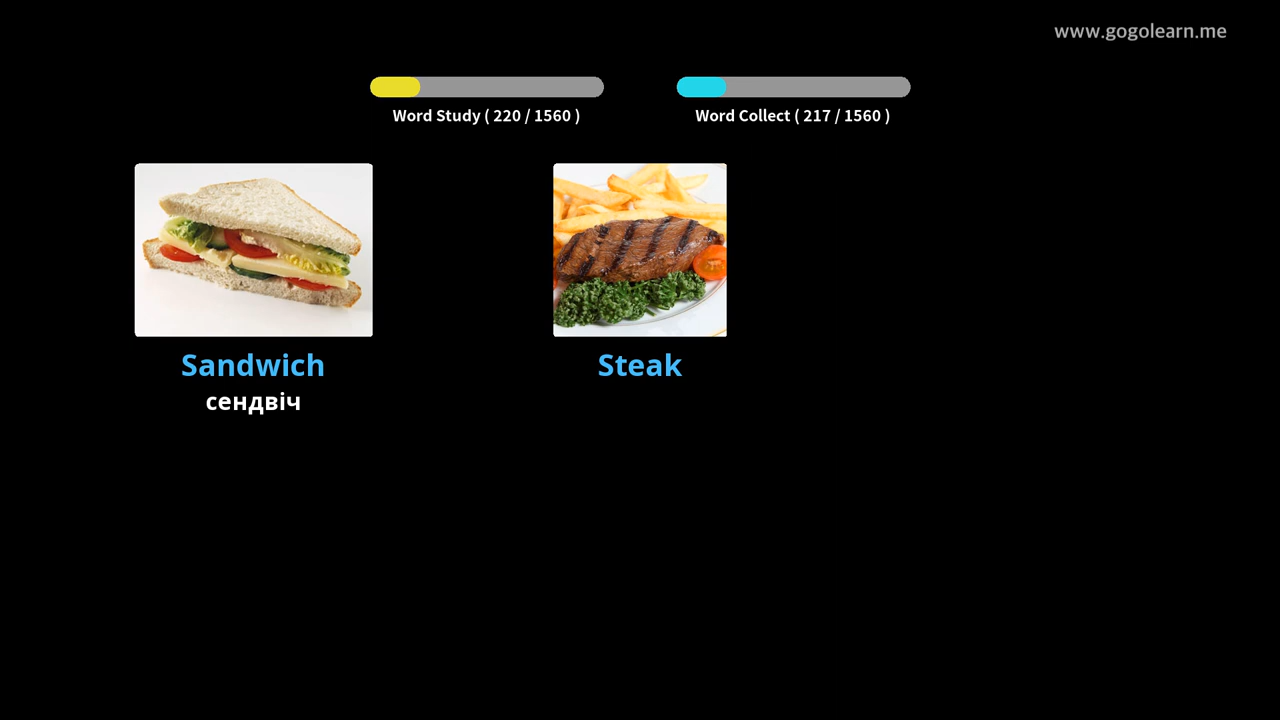 www.gogolearn.me
Word Study ( 220 / 1560 )
Word Collect ( 217 / 1560 )
Sandwich
сендвіч
Steak